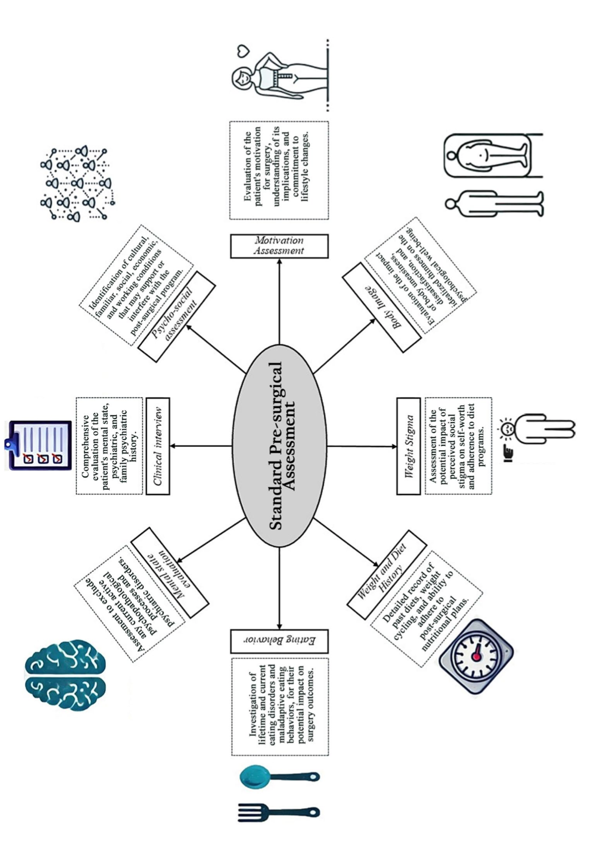 Standard Pre-surgical
Assessment
Motivation
Assessment
Evaluation of the
patient's motivation
for surgery,
understanding of its
implications, and
commitment to
lifestyle changes.
Body Image
Evaluation of the impact
of body uneasiness,
dissatisfaction, and
idealized thinness on the
psychological well-being
Weight Stigma
Assessment of the
potential impact of
perceived social
stigma on self-worth
and adherence to diet
programs.
Weight and Diet
History
Detailed record of
past diets, weight
cycling, and ability to
adhere to
post-surgical
nutritional plans.
Eating Behavior
Investigation of
lifetime and current
eating disorders and
maladaptive eating
behaviors, for their
potential impact on
surgery outcomes.
Mental state
evaluation
Assessment to exclude
any current active
psychopathological
processes and
psychiatric disorders.
Clinical interview
Comprehensive
evaluation of the
patient's mental state,
psychiatric, and
family psychiatric
history.
Psycho-social
assessment
Identification of cultural,
familiar, social, economic,
and working conditions
that may support or
interfere with the
post-surgical program.